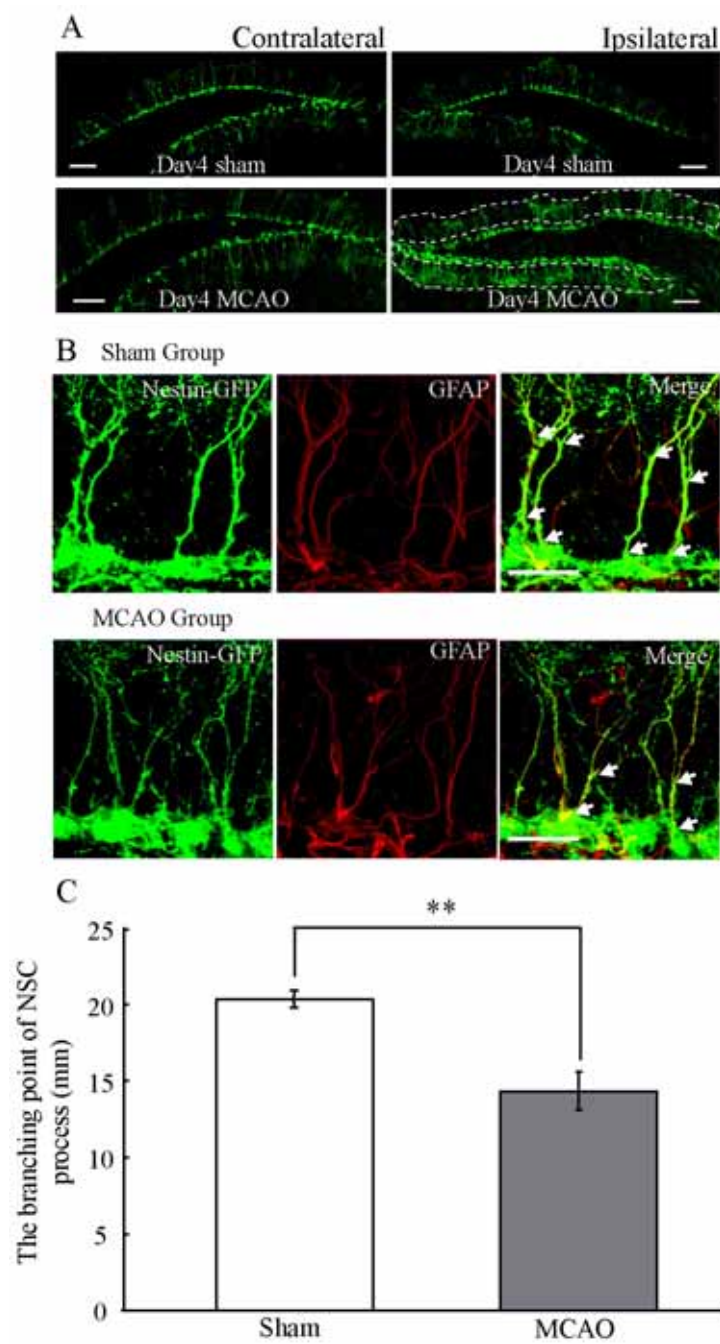 A
Contralateral
Ipsilateral
Day4 sham
Day4 sham
Day4 MCAO
Day4 MCAO
B
Sham Group
Nestin-GFP
GFAP
Merge
MCAO Group
Nestin-GFP
GFAP
Merge
C
**
25
20
15
10
5
0
The branching point of NSC
process (mm)
Sham
MCAO